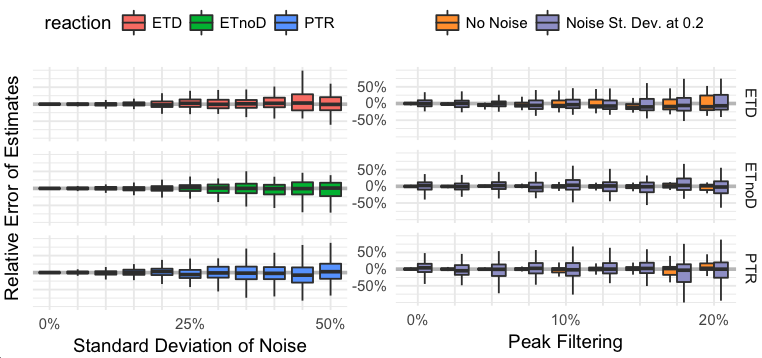 reaction ETD ETnoD PTR
No Noise Noise St. Dev. at 0.2
Relative Error of Estimates
50%
0%
-50%
ETD
50%
0%
-50%
ETnoD
50%
0%
-50%
PTR
0% 25% 50%
Standard Deviation of Noise
0% 10% 20%
Peak Filtering